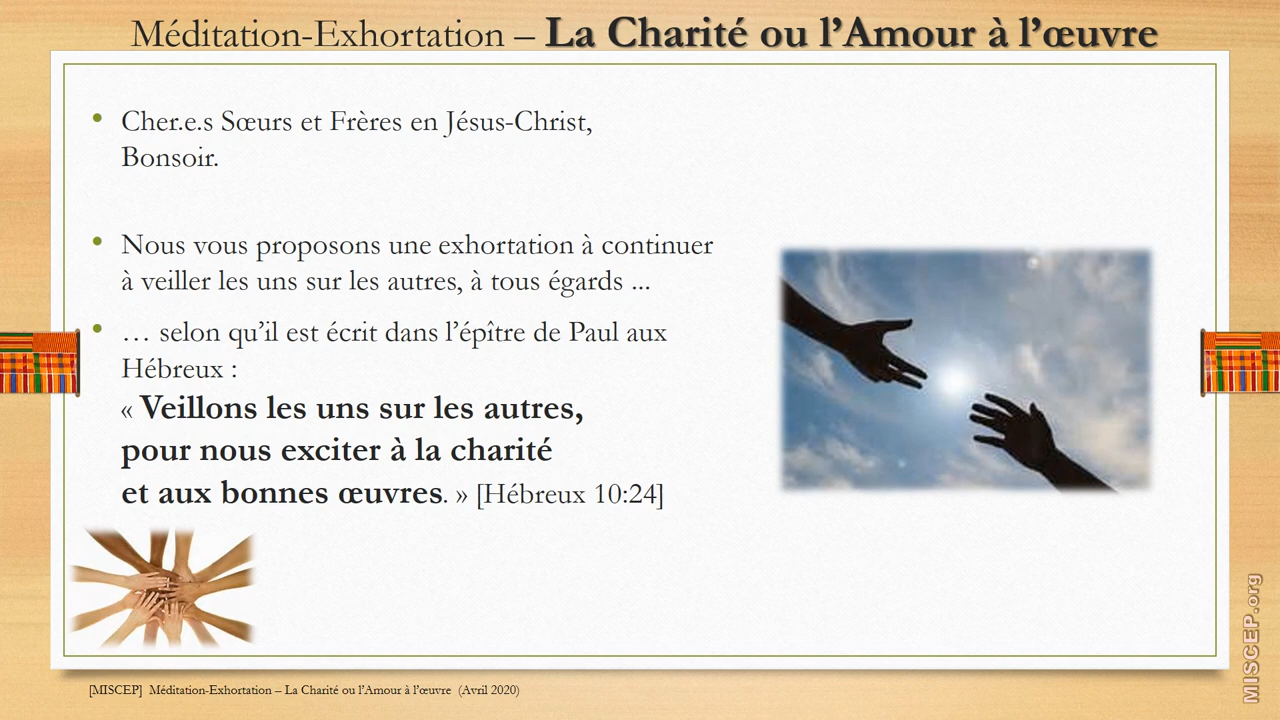 Méditation-Exhortation – La Charité ou l’Amour à l’œuvre
• Cher.e.s Sœurs et Frères en Jésus-Christ,
Bonsoir.
• Nous vous proposons une exhortation à continuer
à veiller les uns sur les autres, à tous égards ...
• … selon qu’il est écrit dans l’épître de Paul aux
Hébreux :
« Veillons les uns sur les autres,
pour nous exciter à la charité
et aux bonnes œuvres. » [Hébreux 10:24]
MISCEP.org
[MISCEP] Méditation-Exhortation – La Charité ou l’Amour à l’œuvre (Avril 2020)